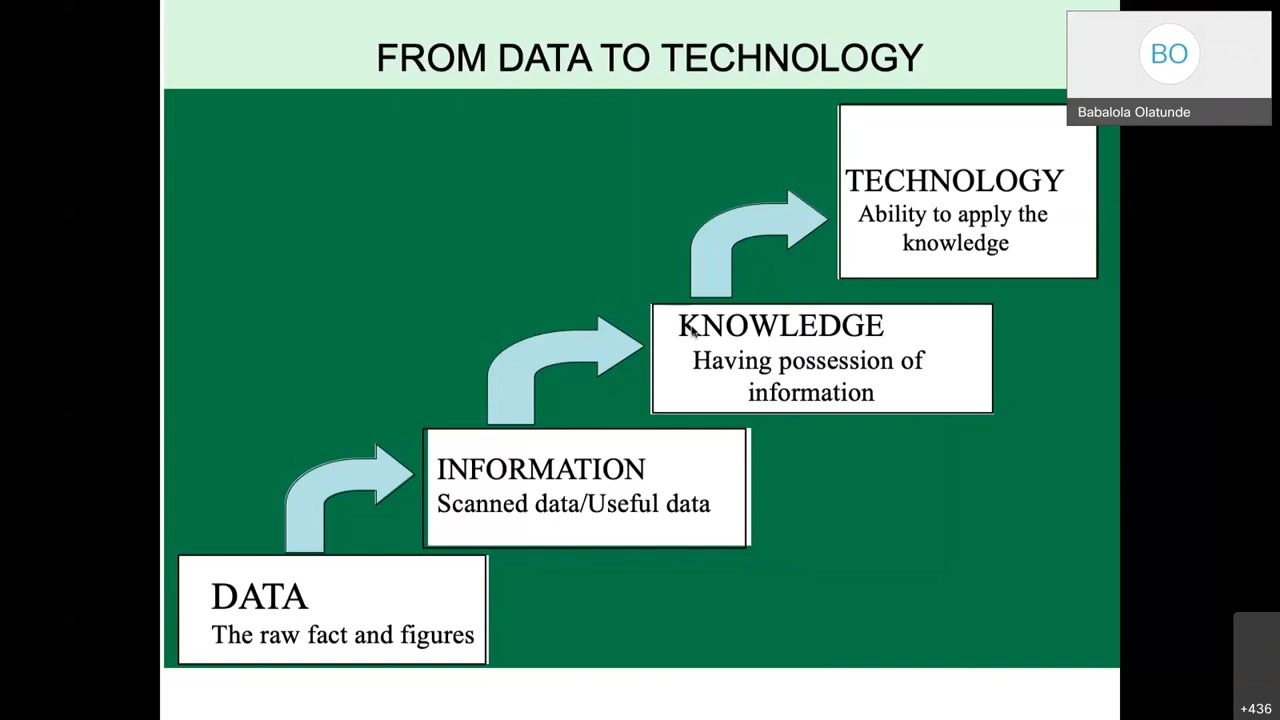 FROM DATA TO TECHNOLOGY
BO
Babalola Olatunde
TECHNOLOGY
Ability to apply the
knowledge
KNOWLEDGE
Having possession of
information
INFORMATION
Scanned data/Useful data
DATA
The raw fact and figures
+436